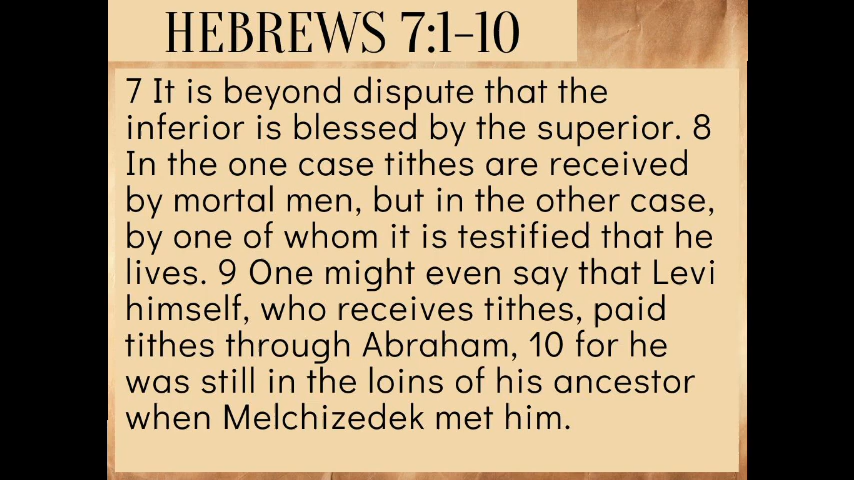 HEBREWS 7:1-10
7 It is beyond dispute that the
inferior is blessed by the superior. 8
In the one case tithes are received
by mortal men, but in the other case,
by one of whom it is testified that he
lives. 9 One might even say that Levi
himself, who receives tithes, paid
tithes through Abraham, 10 for he
was still in the loins of his ancestor
when Melchizedek met him.